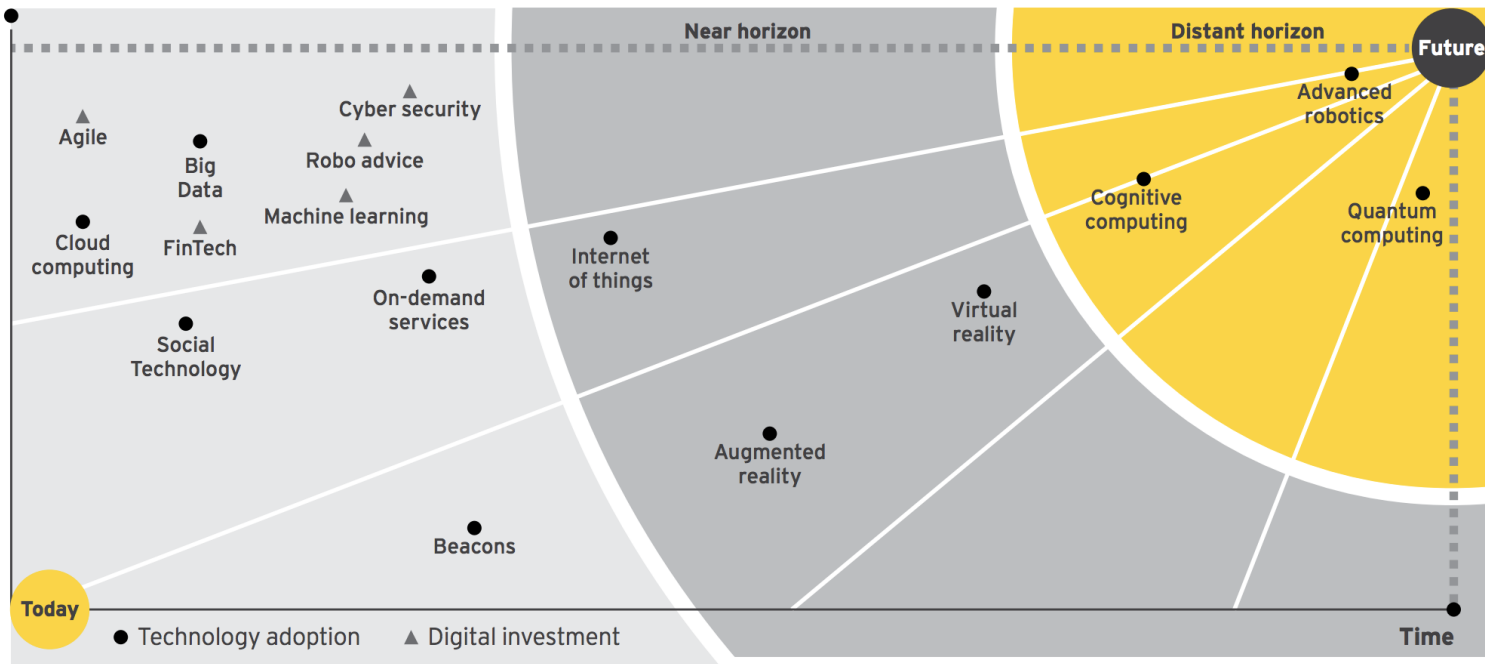 Near horizon
Distant horizon
Future
Cyber security
Advanced
robotics
Agile
Big
Data
Robo advice
Machine learning
Cognitive
computing
Quantum
computing
Cloud
computing
FinTech
Internet
of things
On-demand
services
Virtual
reality
Social
Technology
Augmented
reality
Beacons
Today
Technology adoption
Digital investment
Time